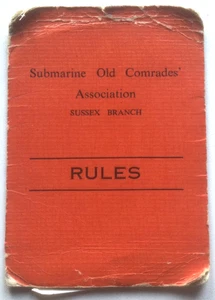 Submarine Old Comrades'
Association
SUSSEX BRANCH
RULES